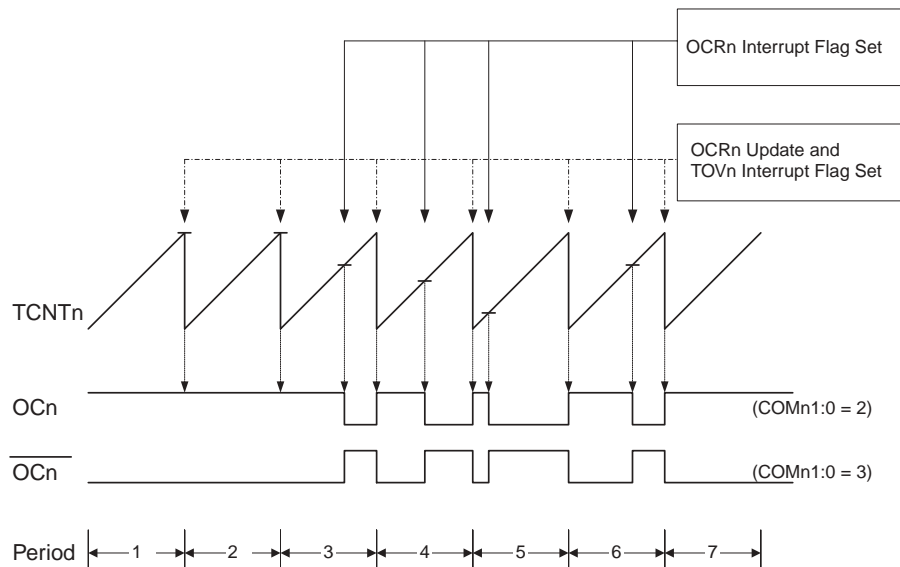 OCRn Interrupt Flag Set
OCRn Update and
TOVn Interrupt Flag Set
TCNTn
OCn
(COMn1:0 = 2)
OCn
(COMn1:0 = 3)
Period
1
2
3
4
5
6
7